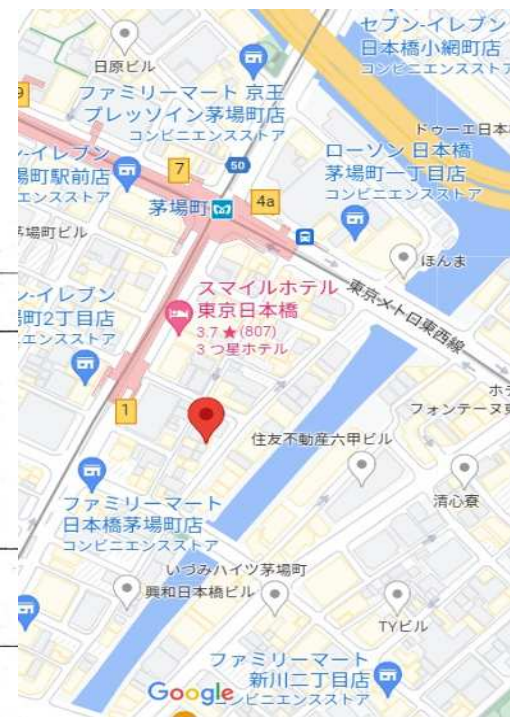 セブン-イレブン
日本橋小網町店
コンビニエンスストア
日原ビル
ファミリーマート 京王
プレッソイン茅場町店
コンビニエンスストア
ドゥーエ日本
ン-イレブン
場町駅前店
エンスストア
7
50
ローソン 日本橋
茅場町一丁目店
コンビニエンスストア
茅場町
4a
茅場町ビル
ほんま
東京メトロ東西線
スマイルホテル
東京日本橋
3.7 ★ (807)
3 つ星ホテル
ン-イレブン
町2丁目店
エンスストア
1
ホテ
フォンテーヌ東
住友不動産六甲ビル
清心寮
ファミリーマート
日本橋茅場町店
コンビニエンスストア
いづみハイツ茅場町
興和日本橋ビル
TYビル
ファミリーマート
新川二丁目店
コンビニエンスストア
Google